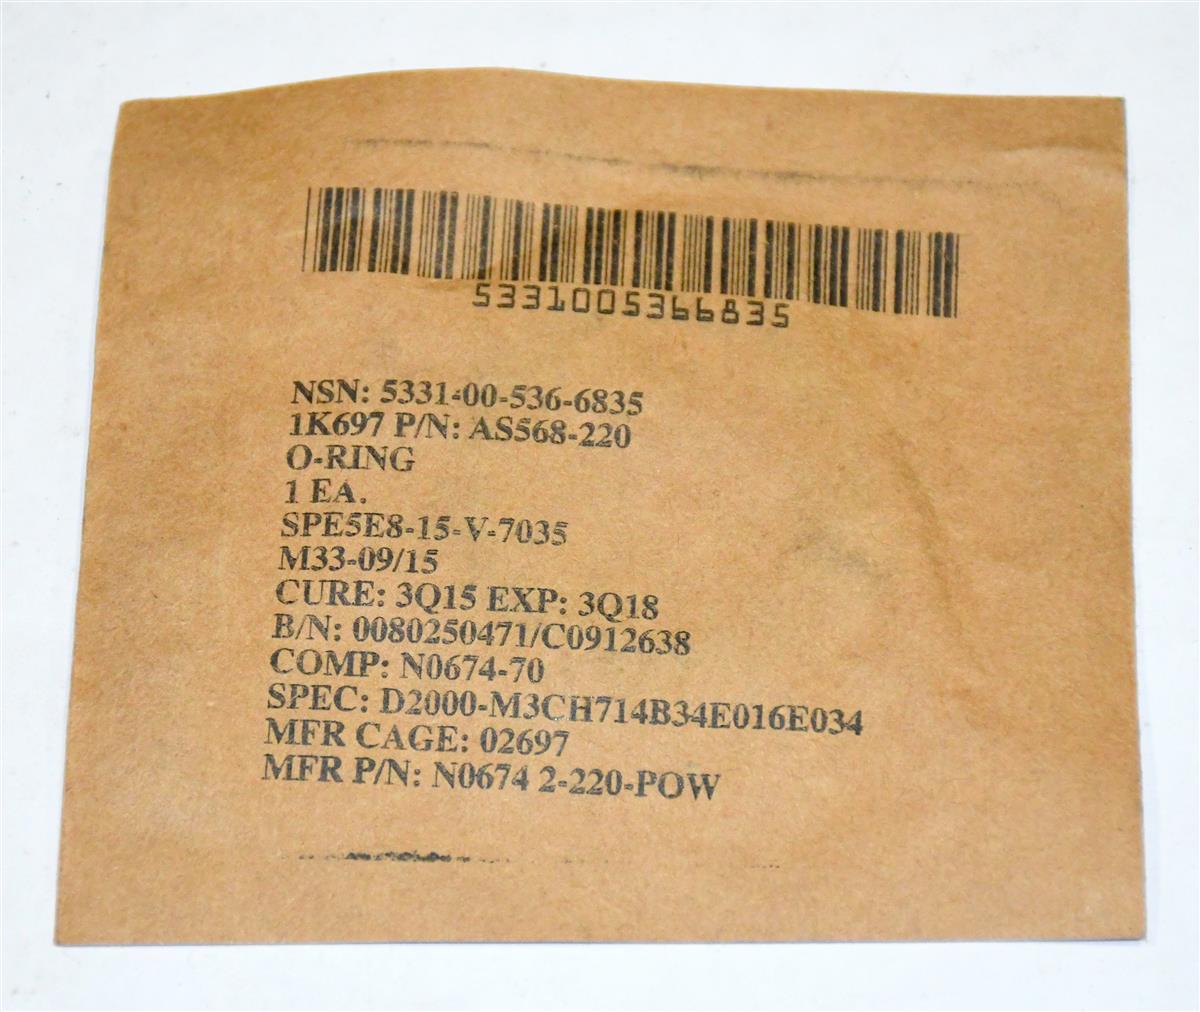 5331005366835
NSN: 5331-00-536-6835
1K697 P/N: AS568-220
O-RING
1 EA.
SPE5E8-15-V-7035
M33-09/15
CURE: 3Q15 EXP: 3Q18
B/N: 0080250471/C0912638
COMP: N0674-70
SPEC: D2000-M3CH714B34E016E034
MFR CAGE: 02697
MFR P/N: N0674 2-220-POW